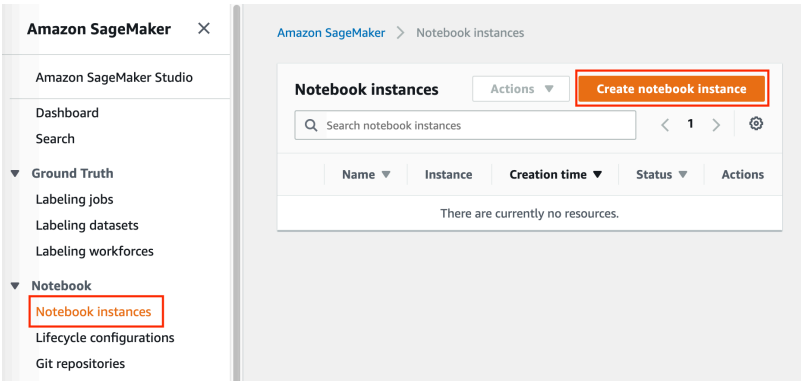 Amazon SageMaker
Amazon SageMaker Studio
Dashboard
Search
Ground Truth
Labeling jobs
Labeling datasets
Labeling workforces
Notebook
Notebook instances
Lifecycle configurations
Git repositories
Amazon SageMaker > Notebook instances
Notebook instances Actions Create notebook instance
Search notebook instances 1
Name Instance Creation time Status Actions
There are currently no resources.